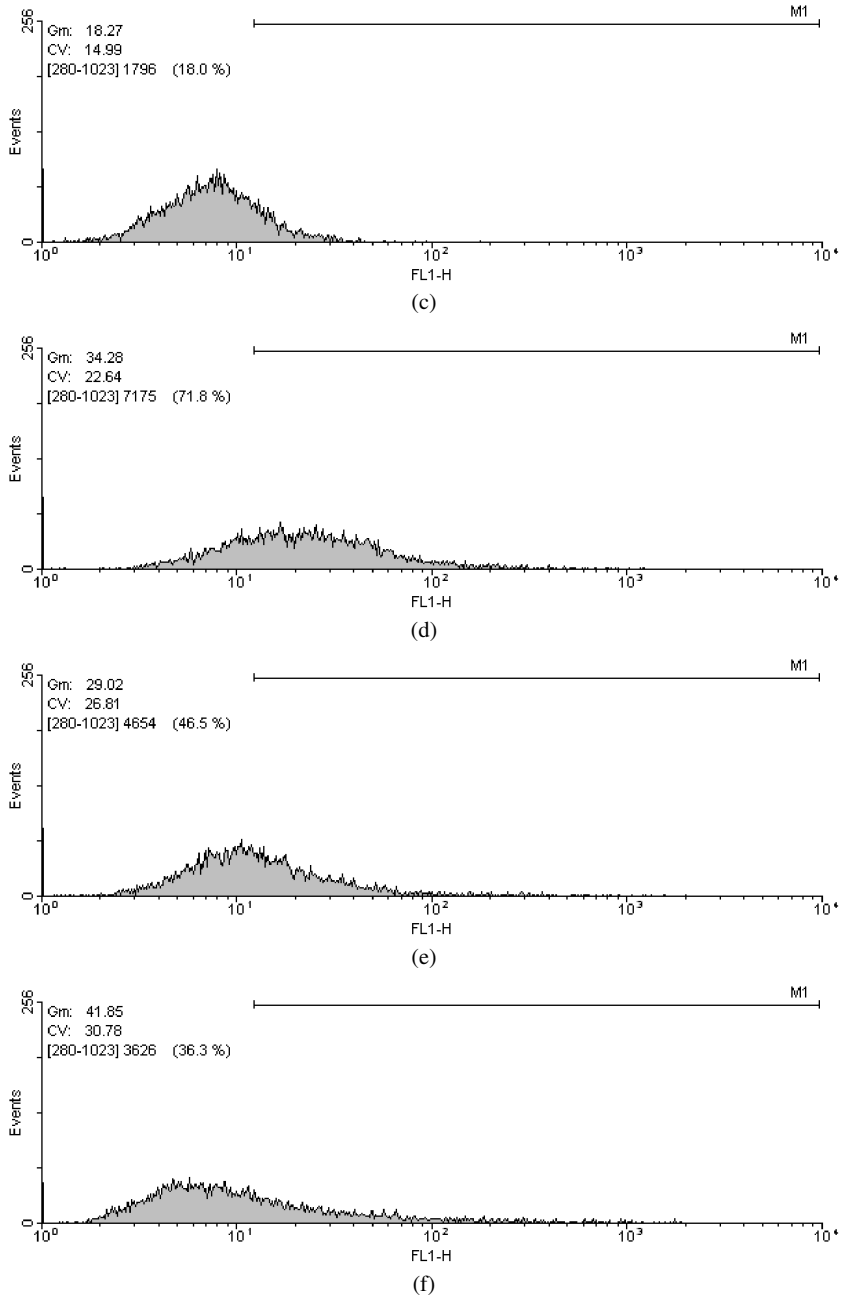 M1
256
Gm: 18.27
CV: 14.99
[280-1023] 1796 (18.0 %)
Events
0
10⁰ 10¹ 10² 10³ 10⁴
FL1-H
(c)
M1
256
Gm: 34.28
CV: 22.64
[280-1023] 7175 (71.8 %)
Events
0
10⁰ 10¹ 10² 10³ 10⁴
FL1-H
(d)
M1
256
Gm: 29.02
CV: 26.81
[280-1023] 4654 (46.5 %)
Events
0
10⁰ 10¹ 10² 10³ 10⁴
FL1-H
(e)
M1
256
Gm: 41.85
CV: 30.78
[280-1023] 3626 (36.3 %)
Events
0
10⁰ 10¹ 10² 10³ 10⁴
FL1-H
(f)